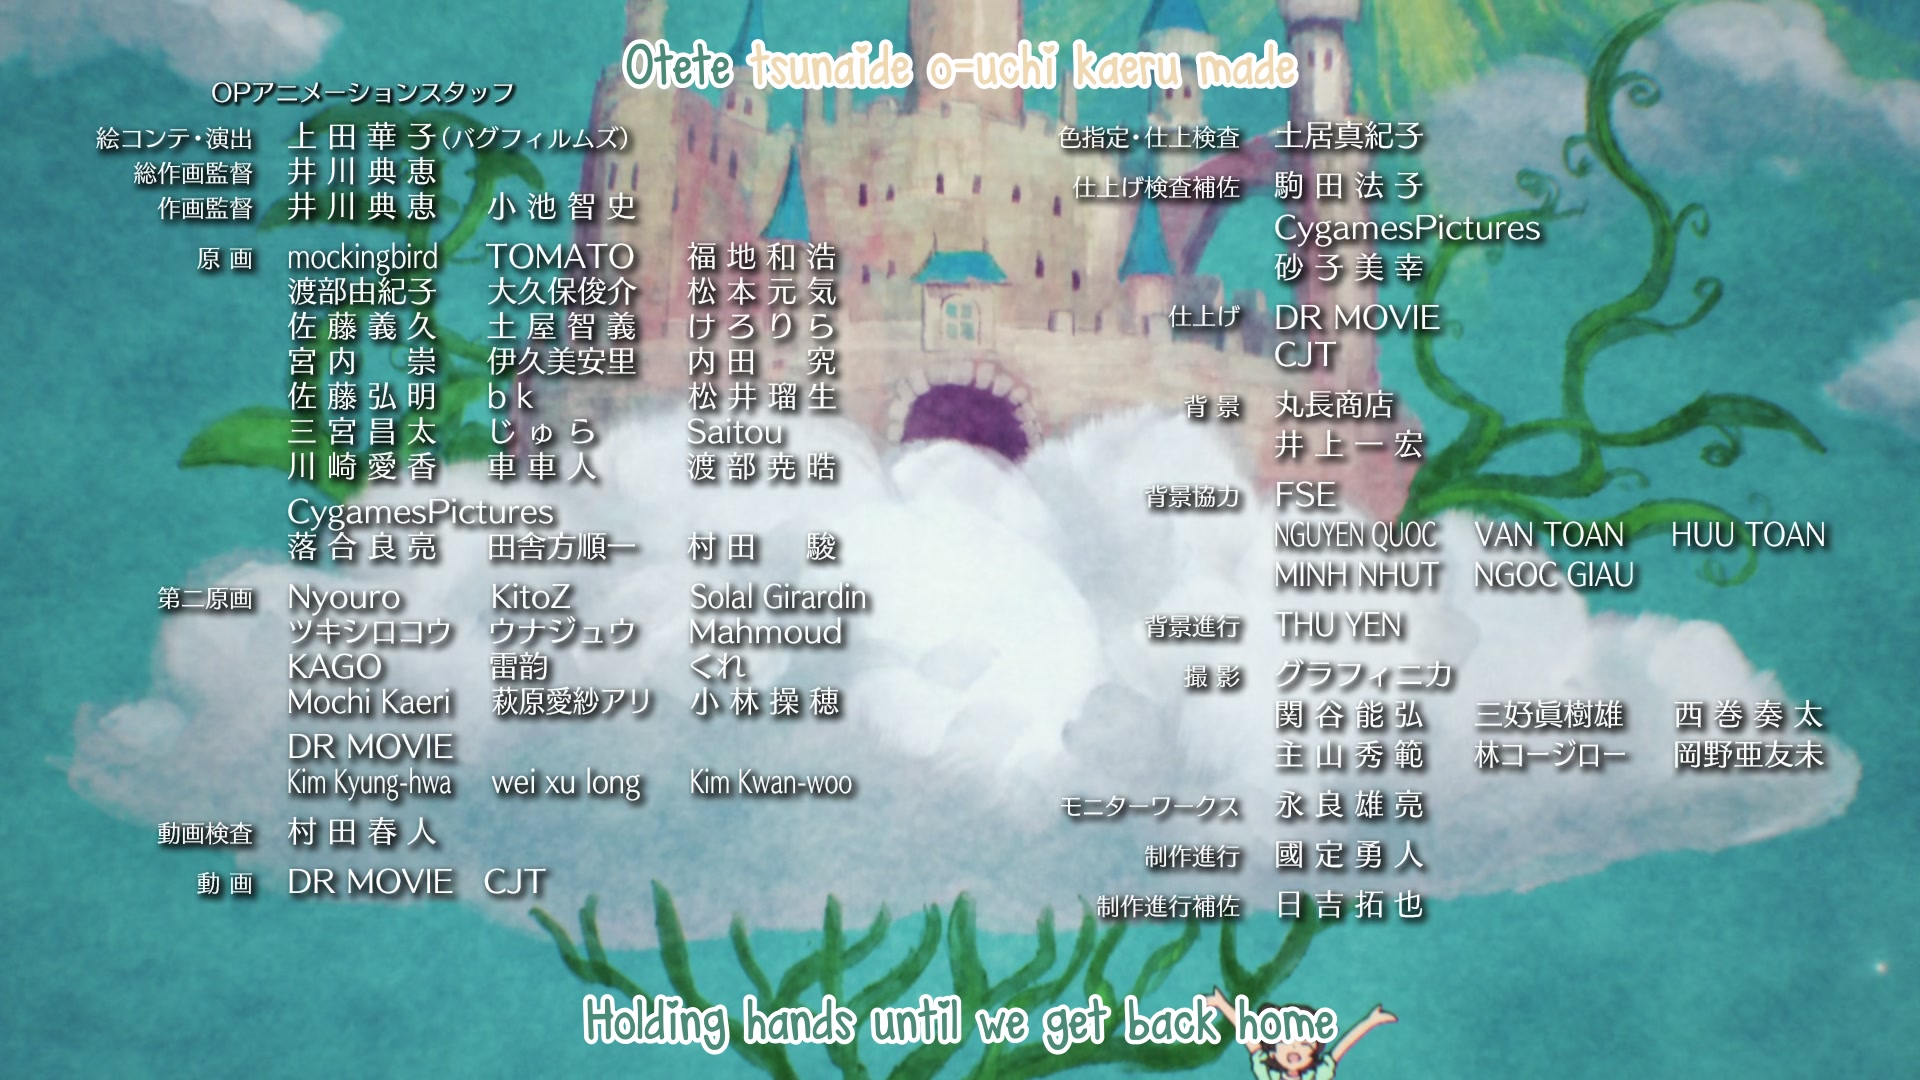 Otete tsunaide o-uchi kaeru made
OPアニメーションスタッフ
絵コンテ・演出 上田華子(バグフィルムズ)
総作画監督 井川典恵
作画監督 井川典恵 小池智史
原画 mockingbird TOMATO 福地和浩
渡部由紀子 大久保俊介 松本元気
佐藤義久 土屋智義 けろりら
宮内崇 伊久美安里 内田究
佐藤弘明 bk 松井瑠生
三宮昌太 じゅら Saitou
川崎愛香 車車人 渡部尭晧
CygamesPictures
落合良亮 田舎方順一 村田駿
第二原画 Nyouro KitoZ Solal Girardin
ツキシロコウ ウナジュウ Mahmoud
KAGO 雷韵 くれ
Mochi Kaeri 萩原愛紗アリ 小林操穂
DR MOVIE
Kim Kyung-hwa wei xu long Kim Kwan-woo
動画検査 村田春人
動画 DR MOVIE CJT
色指定・仕上検査 土居真紀子
仕上げ検査補佐 駒田法子
CygamesPictures
砂子美幸
仕上げ DR MOVIE
CJT
背景 丸長商店
井上一宏
背景協力 FSE
NGUYEN QUOC VAN TOAN HUU TOAN
MINH NHUT NGOC GIAU
背景進行 THU YEN
撮影 グラフィニカ
関谷能弘 三好眞樹雄 西巻奏太
主山秀範 林コージロー 岡野亜友未
モニターワークス 永良雄亮
制作進行 國定勇人
制作進行補佐 日吉拓也
Holding hands until we get back home